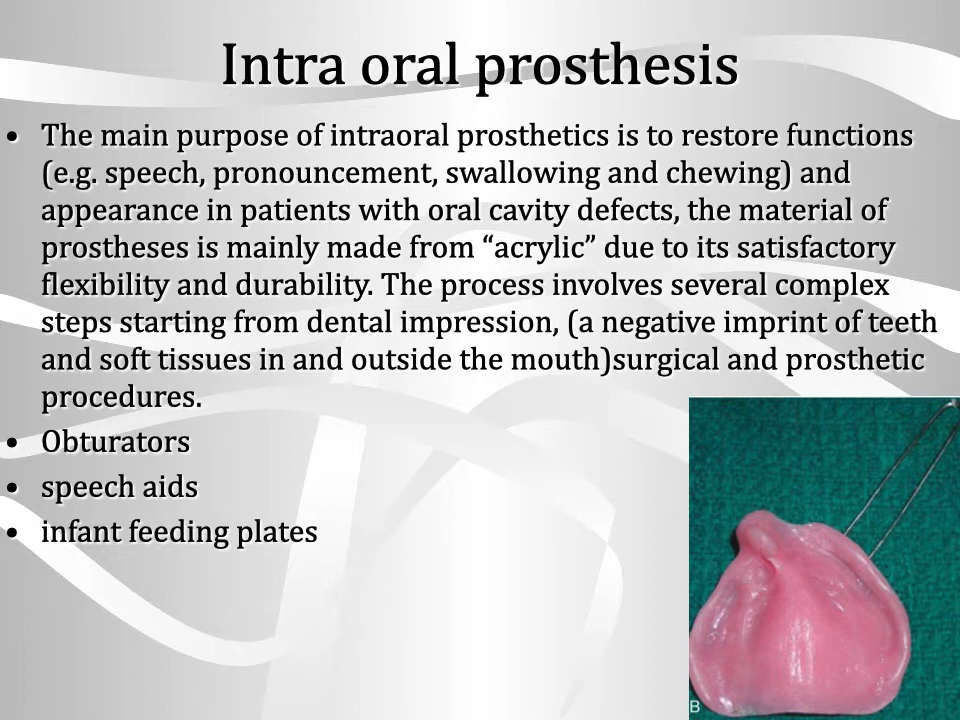 Intra oral prosthesis
• The main purpose of intraoral prosthetics is to restore functions
(e.g. speech, pronouncement, swallowing and chewing) and
appearance in patients with oral cavity defects, the material of
prostheses is mainly made from “acrylic” due to its satisfactory
flexibility and durability. The process involves several complex
steps starting from dental impression, (a negative imprint of teeth
and soft tissues in and outside the mouth)surgical and prosthetic
procedures.
• Obturators
• speech aids
• infant feeding plates
B